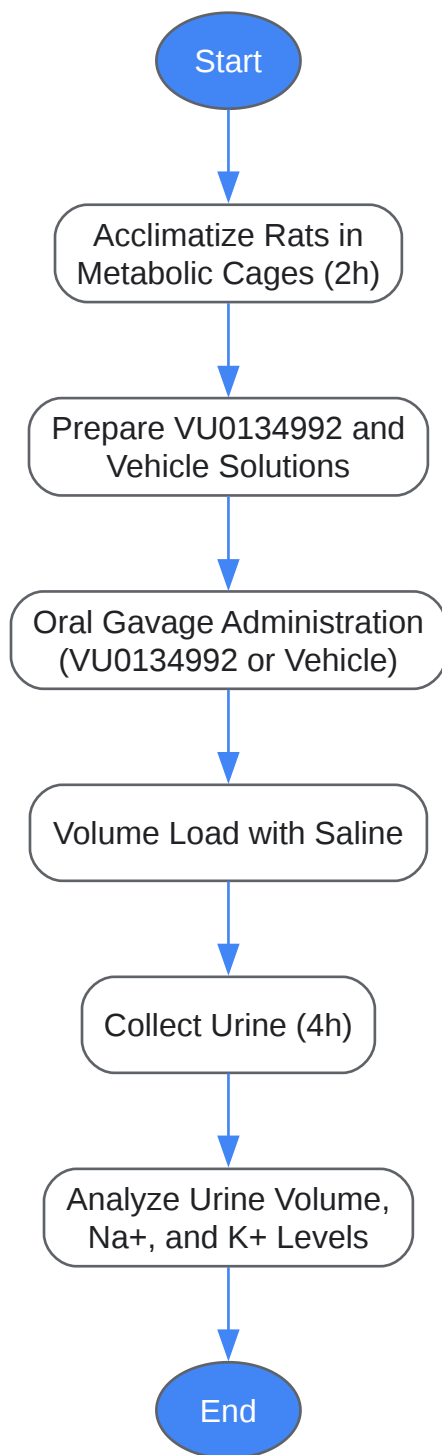 Start
Acclimatize Rats in
Metabolic Cages (2h)
Prepare VU0134992 and
Vehicle Solutions
Oral Gavage Administration
(VU0134992 or Vehicle)
Volume Load with Saline
Collect Urine (4h)
Analyze Urine Volume,
Na+, and K+ Levels
End